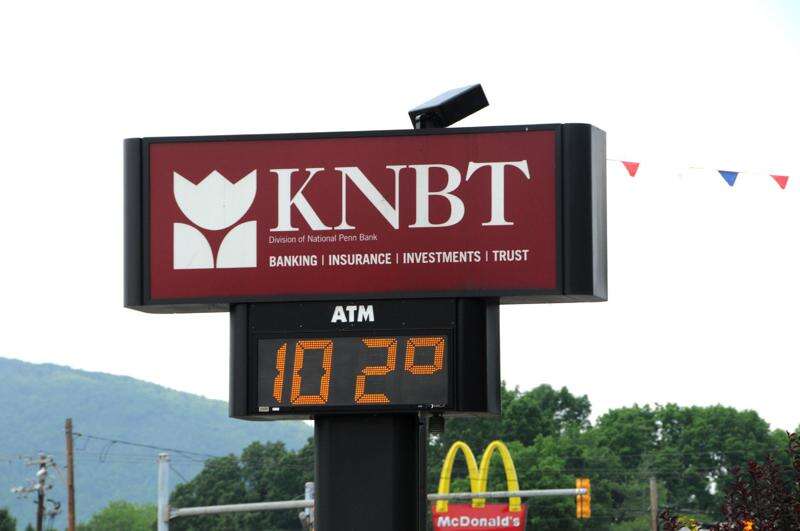 KNBT
Division of National Penn Bank
BANKING | INSURANCE | INVESTMENTS | TRUST
ATM
102°
McDonald's